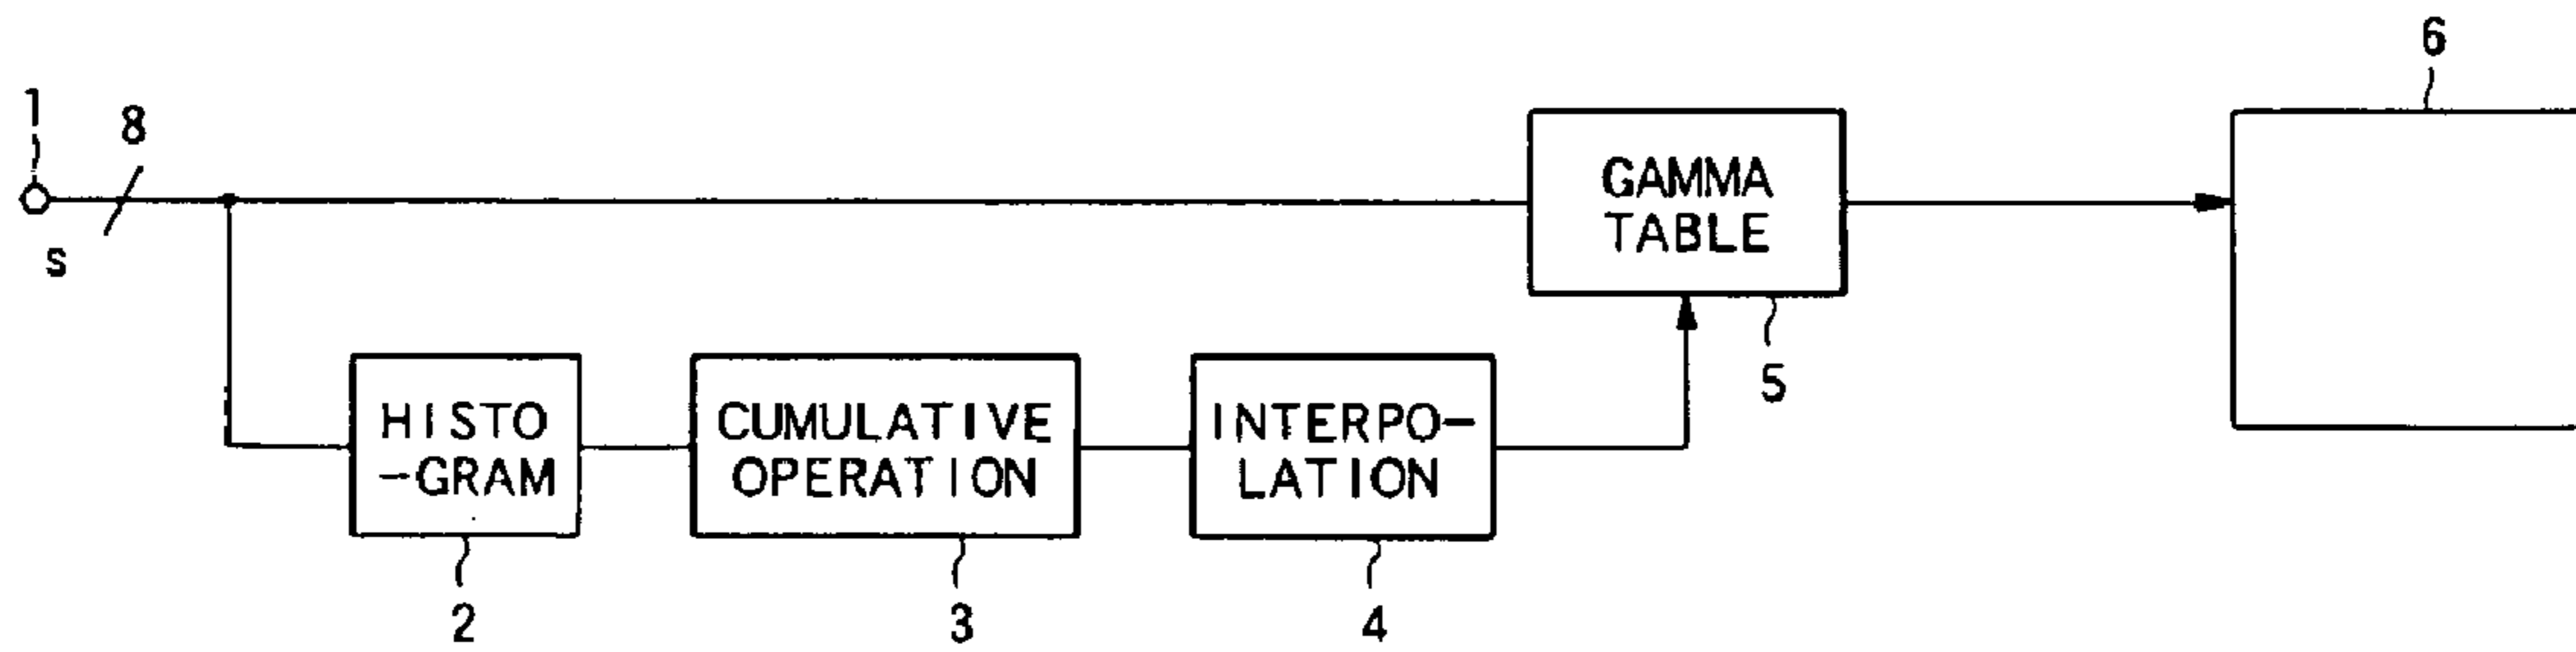 6
1
8
GAMMA
TABLE
s
5
HISTO
-GRAM
CUMULATIVE
OPERATION
INTERPO-
LATION
2
3
4